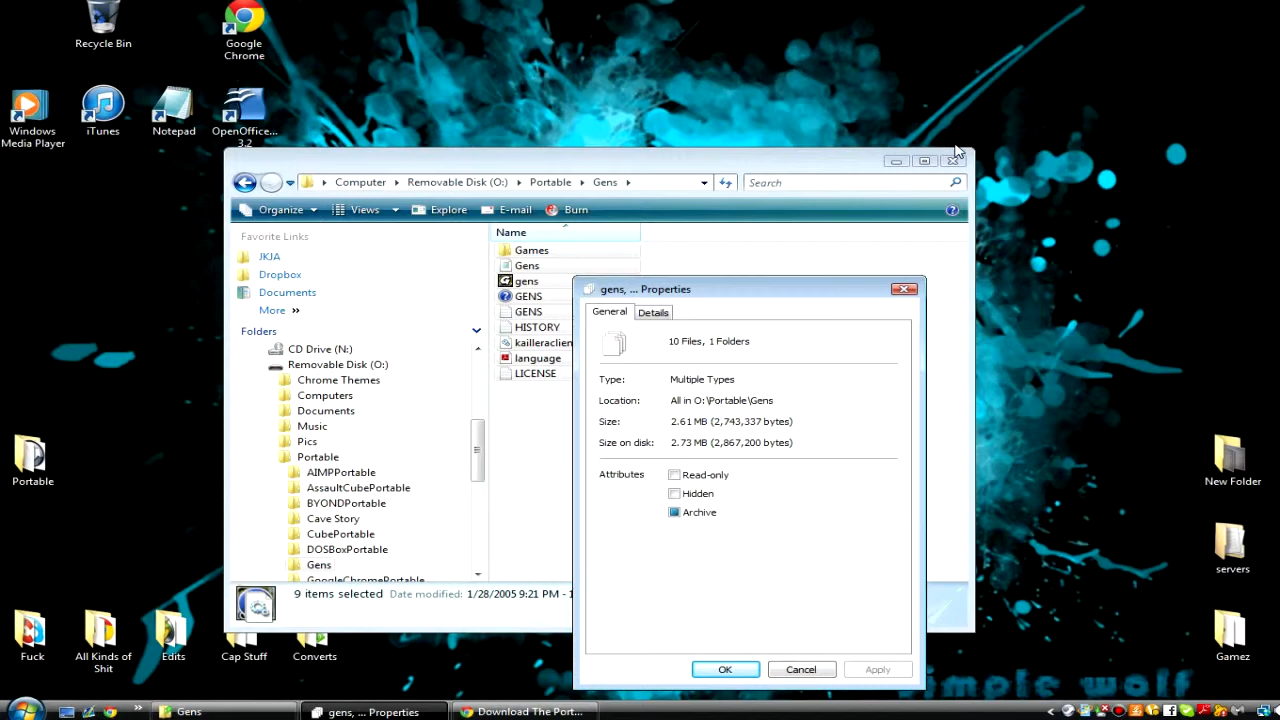 Recycle Bin
Google
Chrome
Windows
Media Player
iTunes
Notepad
OpenOffice...
3.2
Computer
Removable Disk (O:)
Portable
Gens
Search
Organize
Views
Explore
E-mail
Burn
Favorite Links
JKJA
Dropbox
Documents
More
Folders
CD Drive (N:)
Removable Disk (O:)
Chrome Themes
Computers
Documents
Music
Pics
Portable
AIMPPortable
AssaultCubePortable
BYONDPortable
Cave Story
CubePortable
DOSBoxPortable
Gens
GoogleChromePortable
Name
Games
Gens
gens
GENS
GENS
HISTORY
kailleraclien
language
LICENSE
gens, ... Properties
General
Details
10 Files, 1 Folders
Type: Multiple Types
Location: All in O:\Portable\Gens
Size: 2.61 MB (2,743,337 bytes)
Size on disk: 2.73 MB (2,867,200 bytes)
Attributes
Read-only
Hidden
Archive
OK
Cancel
Apply
9 items selected
Date modified: 1/28/2005 9:21 PM - 1
Portable
New Folder
servers
Gamez
Fuck
All Kinds of
Shit
Edits
Cap Stuff
Converts
simple wolf
Gens
gens, ... Properties
Download The Port...